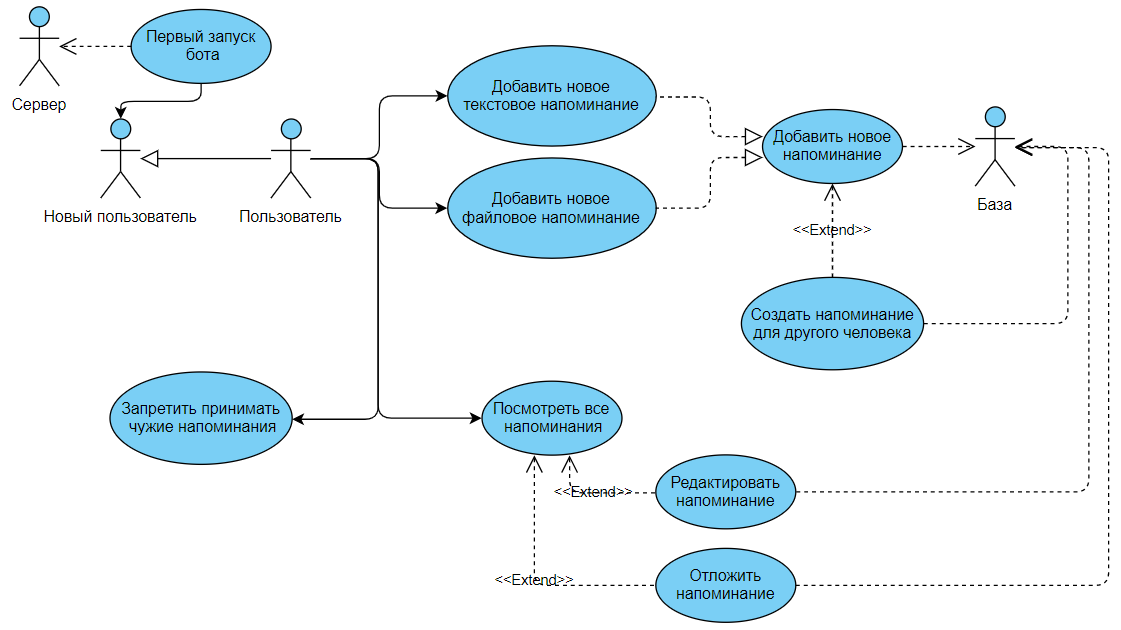 Первый запуск
бота
Сервер
Новый пользователь
Пользователь
Добавить новое
текстовое напоминание
Добавить новое
файловое напоминание
Добавить новое
напоминание
База
<<Extend>>
Создать напоминание
для другого человека
Запретить принимать
чужие напоминания
Посмотреть все
напоминания
<<Extend>>
Редактировать
напоминание
<<Extend>>
Отложить
напоминание